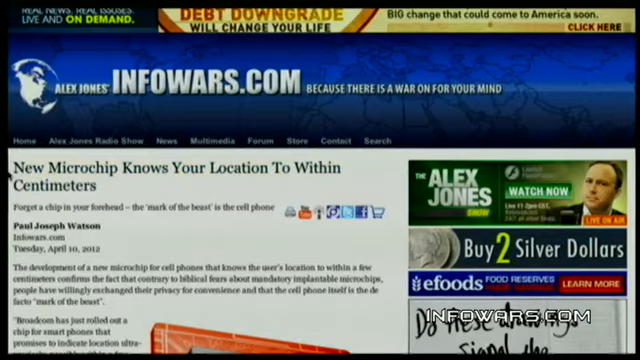 REAL NEWS. REAL ISSUES.
LIVE AND ON DEMAND.
DEBT DOWNGRADE
WILL CHANGE YOUR LIFE
BIG change that could come to America soon.
CLICK HERE
ALEX JONES' INFOWARS.COM BECAUSE THERE IS A WAR ON FOR YOUR MIND
Home Alex Jones Radio Show News Multimedia Forum Store Contact Search
New Microchip Knows Your Location To Within
Centimeters
Forget a chip in your forehead – the 'mark of the beast' is the cell phone
Paul Joseph Watson
Infowars.com
Tuesday, April 10, 2012
The development of a new microchip for cell phones that knows the user's location to within a few
centimeters confirms the fact that contrary to biblical fears about mandatory implantable microchips,
people have willingly exchanged their privacy for convenience and that the cell phone itself is the de
facto "mark of the beast".
"Broadcom has just rolled out a
chip for smart phones that
promises to indicate location ultra-
THE
ALEX
JONES
SHOW
WATCH NOW
LIVE ON AIR
Buy 2 Silver Dollars
efoods FOOD RESERVES
LEARN MORE
INFOWARS.COM
Do these drawings
signal the